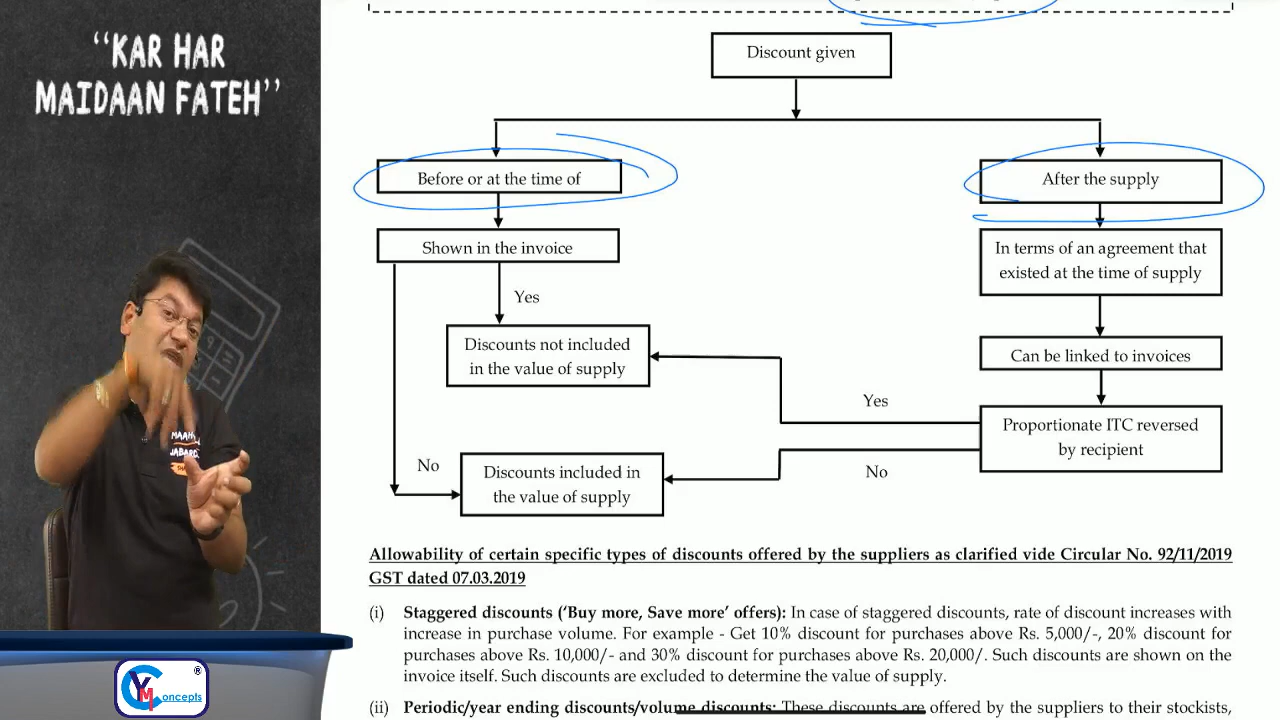 “KAR HAR
MAIDAAN FATEH”
Discount given
Before or at the time of
After the supply
Shown in the invoice
In terms of an agreement that
existed at the time of supply
Yes
Discounts not included
in the value of supply
Can be linked to invoices
Yes
Proportionate ITC reversed
by recipient
No
Discounts included in
the value of supply
No
Allowability of certain specific types of discounts offered by the suppliers as clarified vide Circular No. 92/11/2019
GST dated 07.03.2019
(i) Staggered discounts (‘Buy more, Save more’ offers): In case of staggered discounts, rate of discount increases with
increase in purchase volume. For example - Get 10% discount for purchases above Rs. 5,000/-, 20% discount for
purchases above Rs. 10,000/- and 30% discount for purchases above Rs. 20,000/. Such discounts are shown on the
invoice itself. Such discounts are excluded to determine the value of supply.
(ii) Periodic/year ending discounts/volume discounts: These discounts are offered by the suppliers to their stockists,
YM Concepts
®